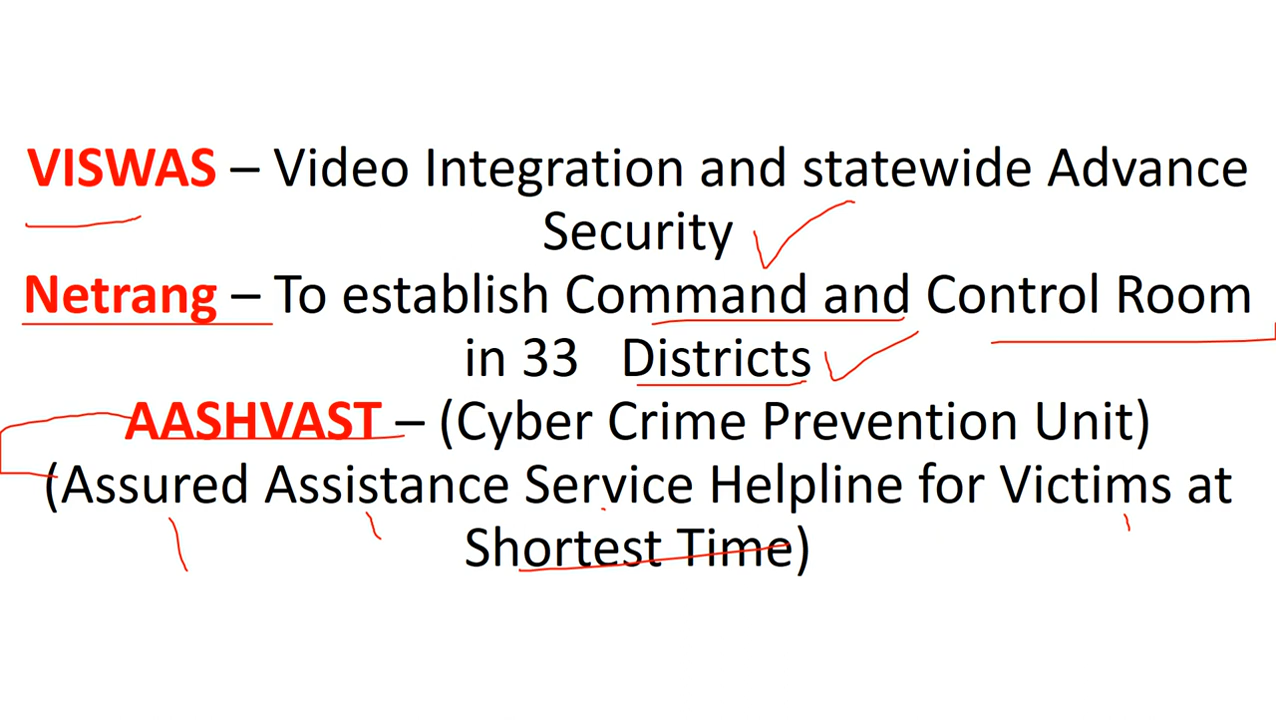 VISWAS – Video Integration and statewide Advance
Security
Netrang – To establish Command and Control Room
in 33 Districts
AASHVAST – (Cyber Crime Prevention Unit)
(Assured Assistance Service Helpline for Victims at
Shortest Time)